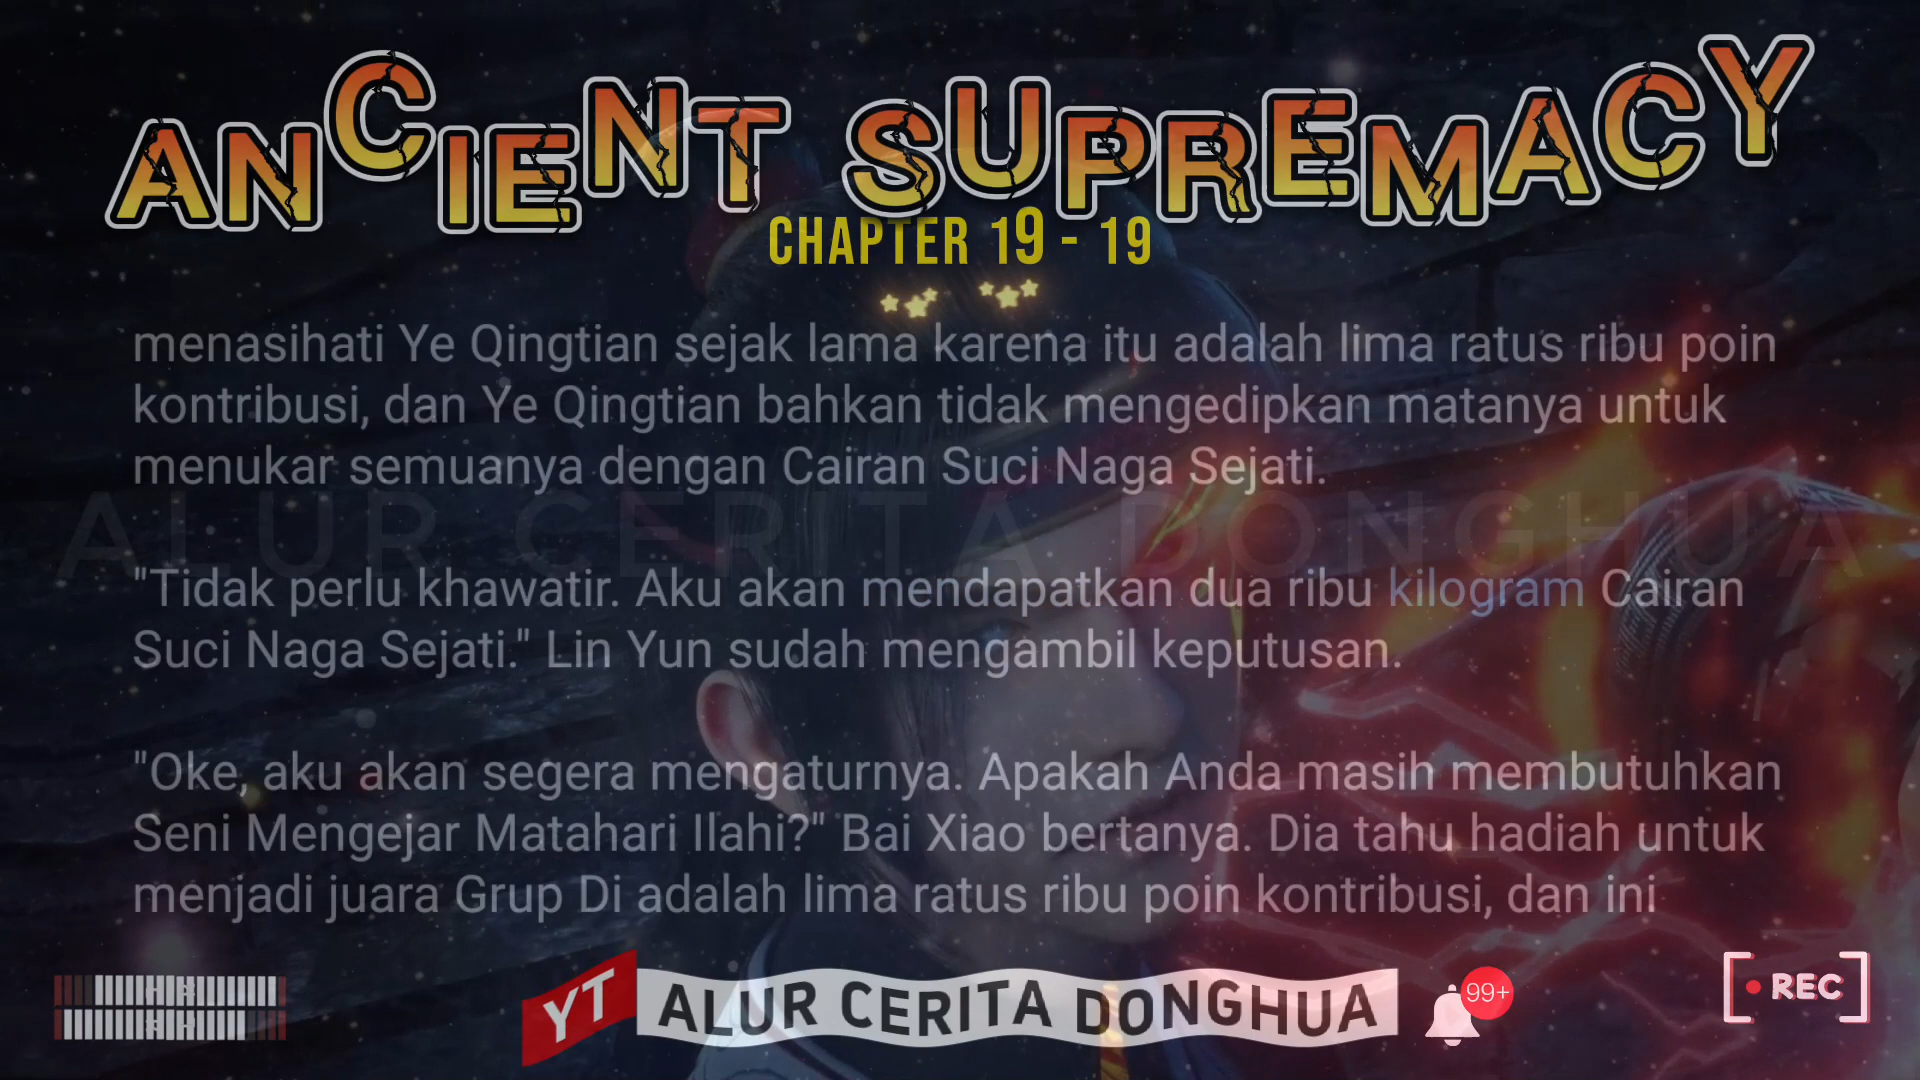 ANCIENT SUPREMACY
CHAPTER 19 - 19
menasihati Ye Qingtian sejak lama karena itu adalah lima ratus ribu poin
kontribusi, dan Ye Qingtian bahkan tidak mengedipkan matanya untuk
menukar semuanya dengan Cairan Suci Naga Sejati.
ALUR CERITA DONGHUA
"Tidak perlu khawatir. Aku akan mendapatkan dua ribu kilogram Cairan
Suci Naga Sejati." Lin Yun sudah mengambil keputusan.
"Oke, aku akan segera mengaturnya. Apakah Anda masih membutuhkan
Seni Mengejar Matahari Ilahi?" Bai Xiao bertanya. Dia tahu hadiah untuk
menjadi juara Grup Di adalah lima ratus ribu poin kontribusi, dan ini
YT ALUR CERITA DONGHUA
99+
REC